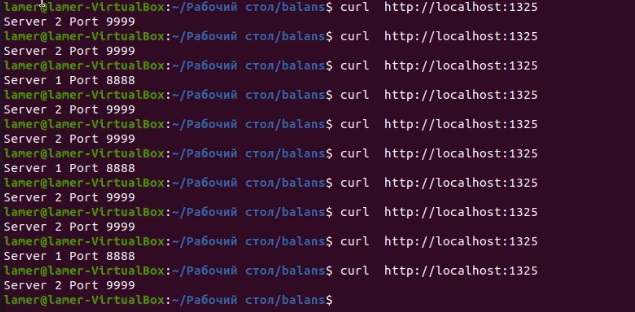 lamer@lamer-VirtualBox:~/Рабочий стол/balans$ curl  http://localhost:1325
Server 2 Port 9999
lamer@lamer-VirtualBox:~/Рабочий стол/balans$ curl  http://localhost:1325
Server 2 Port 9999
lamer@lamer-VirtualBox:~/Рабочий стол/balans$ curl  http://localhost:1325
Server 1 Port 8888
lamer@lamer-VirtualBox:~/Рабочий стол/balans$ curl  http://localhost:1325
Server 2 Port 9999
lamer@lamer-VirtualBox:~/Рабочий стол/balans$ curl  http://localhost:1325
Server 2 Port 9999
lamer@lamer-VirtualBox:~/Рабочий стол/balans$ curl  http://localhost:1325
Server 1 Port 8888
lamer@lamer-VirtualBox:~/Рабочий стол/balans$ curl  http://localhost:1325
Server 2 Port 9999
lamer@lamer-VirtualBox:~/Рабочий стол/balans$ curl  http://localhost:1325
Server 2 Port 9999
lamer@lamer-VirtualBox:~/Рабочий стол/balans$ curl  http://localhost:1325
Server 1 Port 8888
lamer@lamer-VirtualBox:~/Рабочий стол/balans$ curl  http://localhost:1325
Server 2 Port 9999
lamer@lamer-VirtualBox:~/Рабочий стол/balans$